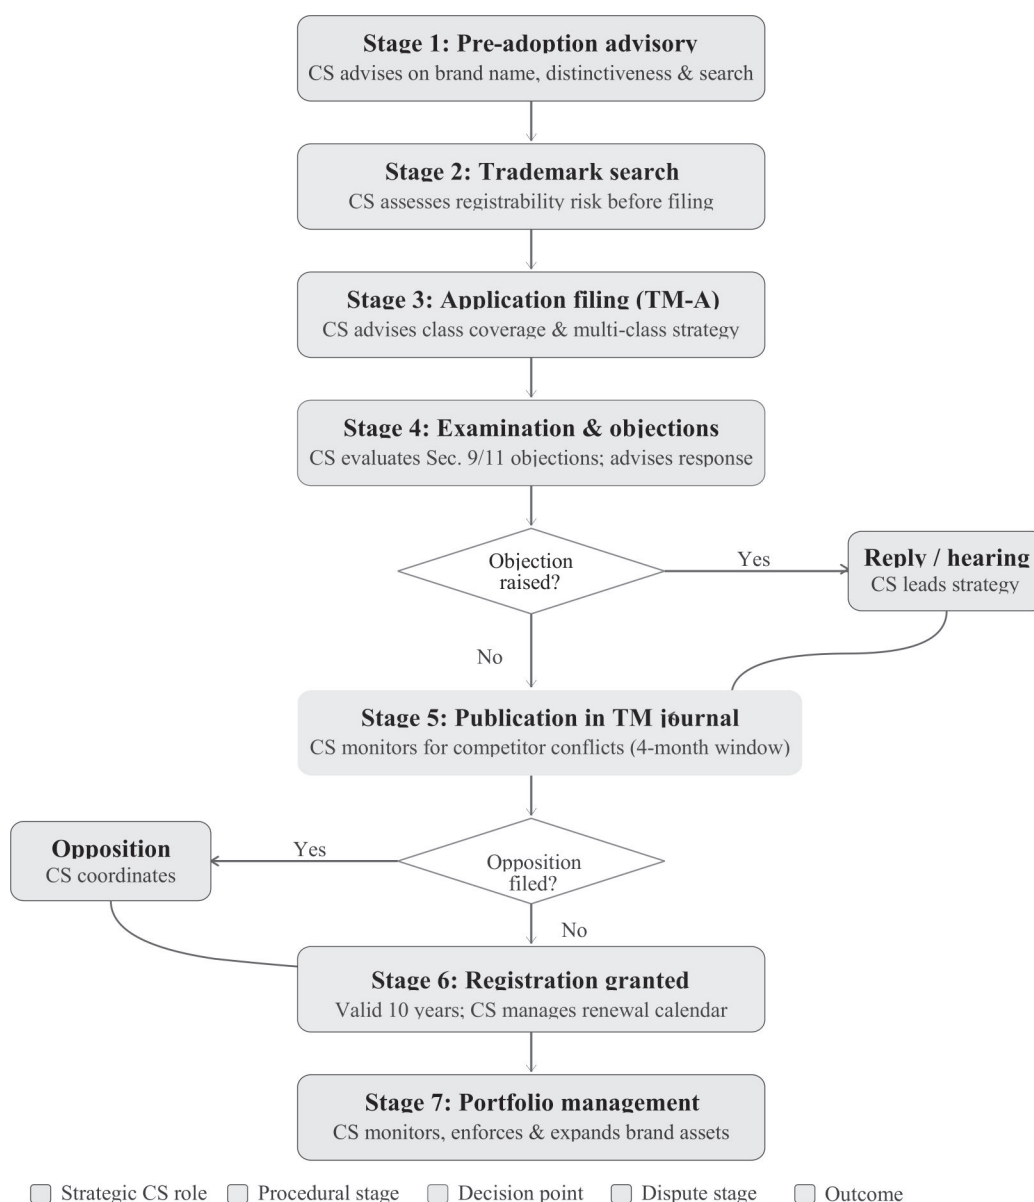 Stage 1: Pre-adoption advisory
CS advises on brand name, distinctiveness & search
Stage 2: Trademark search
CS assesses registrability risk before filing
Stage 3: Application filing (TM-A)
CS advises class coverage & multi-class strategy
Stage 4: Examination & objections
CS evaluates Sec. 9/11 objections; advises response
Objection
raised?
Yes
Reply / hearing
CS leads strategy
No
Stage 5: Publication in TM journal
CS monitors for competitor conflicts (4-month window)
Opposition
filed?
Yes
Opposition
CS coordinates
No
Stage 6: Registration granted
Valid 10 years; CS manages renewal calendar
Stage 7: Portfolio management
CS monitors, enforces & expands brand assets
Strategic CS role Procedural stage Decision point Dispute stage Outcome